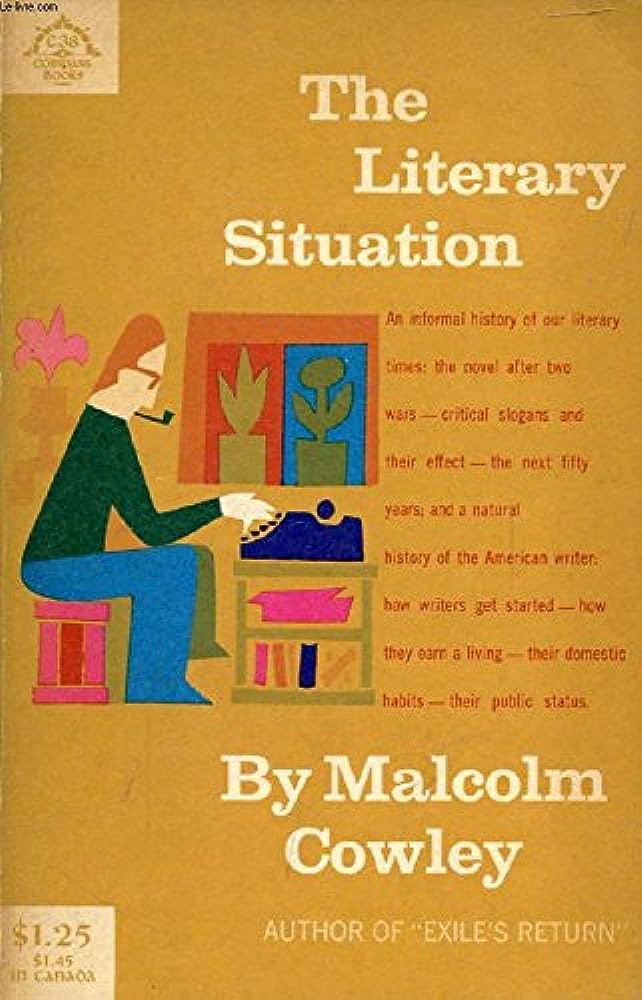 Le-livre.com
C38
COMPASS
BOOKS
The
Literary
Situation
An informal history of our literary
times: the novel after two
wars — critical slogans and
their effect — the next fifty
years; and a natural
history of the American writer:
how writers get started — how
they earn a living — their domestic
habits — their public status.
By Malcolm
Cowley
AUTHOR OF "EXILE'S RETURN"
$1.25
$1.45
IN CANADA